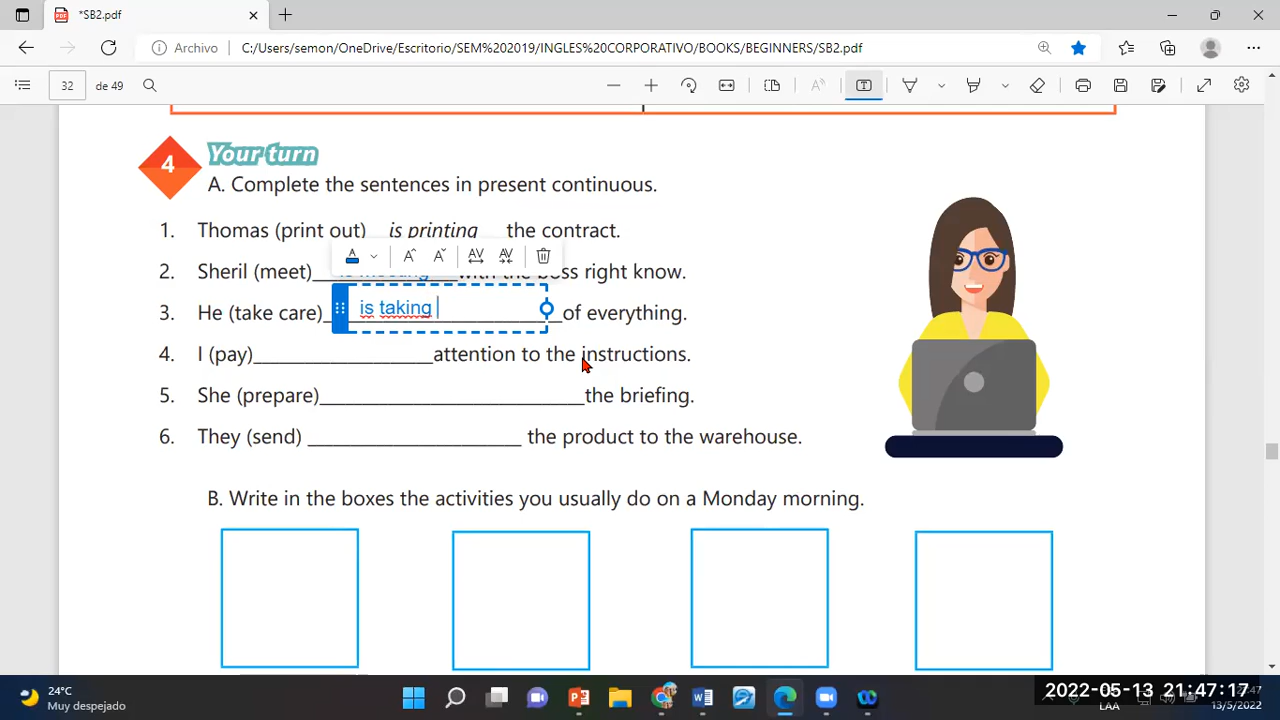 *SB2.pdf
Archivo C:/Users/semon/OneDrive/Escritorio/SEM%202019/INGLES%20CORPORATIVO/BOOKS/BEGINNERS/SB2.pdf
32 de 49
4 Your turn
A. Complete the sentences in present continuous.
1. Thomas (print out) is printing the contract.
2. Sheril (meet) is meeting with the boss right know.
3. He (take care) is taking of everything.
4. I (pay) attention to the instructions.
5. She (prepare) the briefing.
6. They (send) the product to the warehouse.
B. Write in the boxes the activities you usually do on a Monday morning.
24°C
Muy despejado
2022-05-13 21:47:17
LAA 13/5/2022